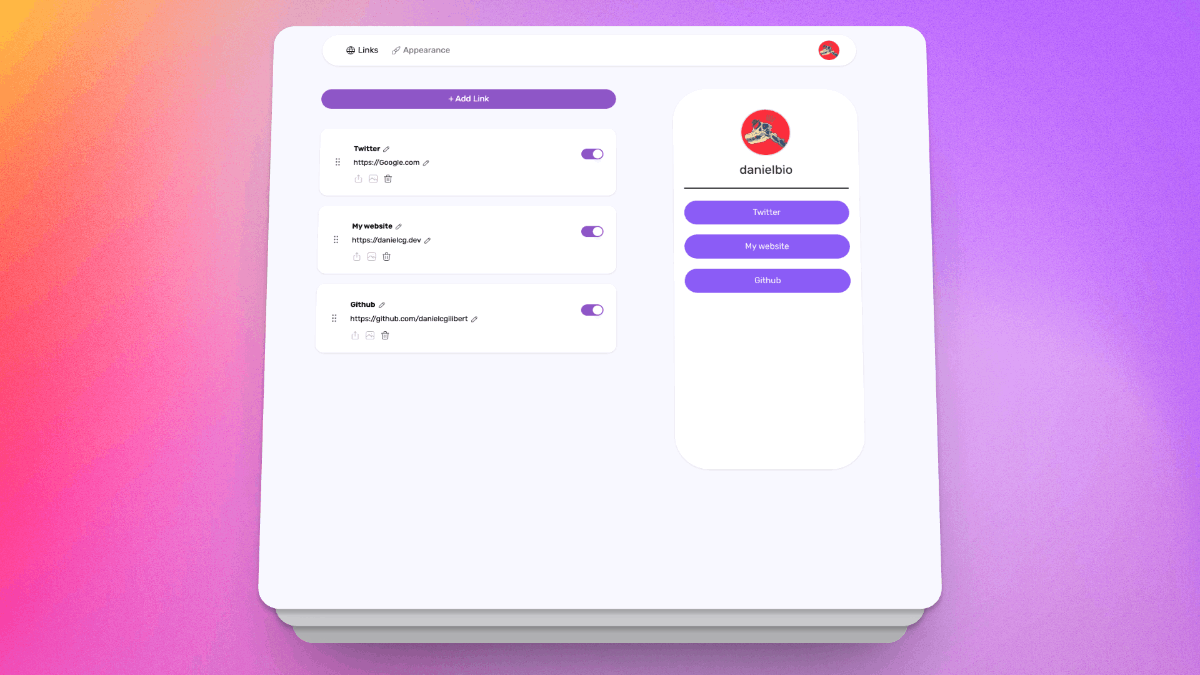 Links
Appearance
+ Add Link
Twitter
https://Google.com
My website
https://danielcg.dev
Github
https://github.com/danielcgilibert
danielbio
Twitter
My website
Github